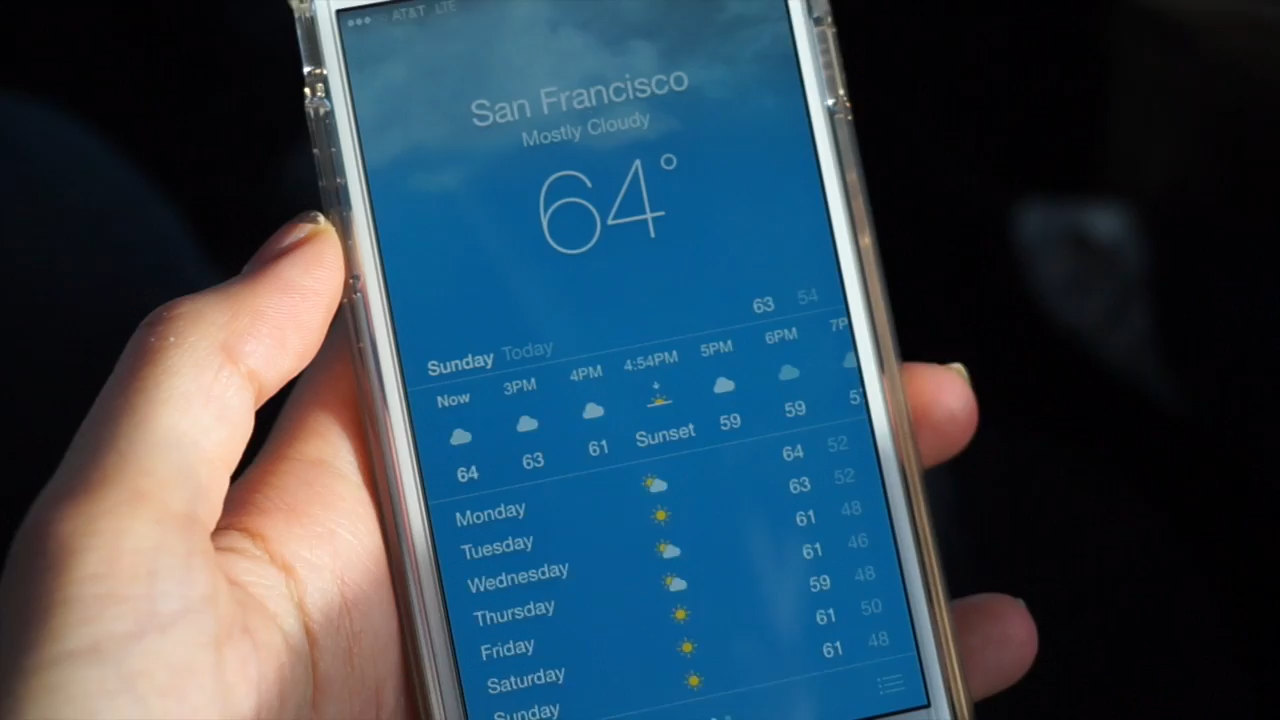 AT&T LTE
San Francisco
Mostly Cloudy
64°
Sunday Today 63 54
Now 3PM 4PM 4:54PM 5PM 6PM 7P
64 63 61 Sunset 59 59
Monday 64 52
Tuesday 63 52
Wednesday 61 48
Thursday 61 46
Friday 59 48
Saturday 61 50
Sunday 61 48